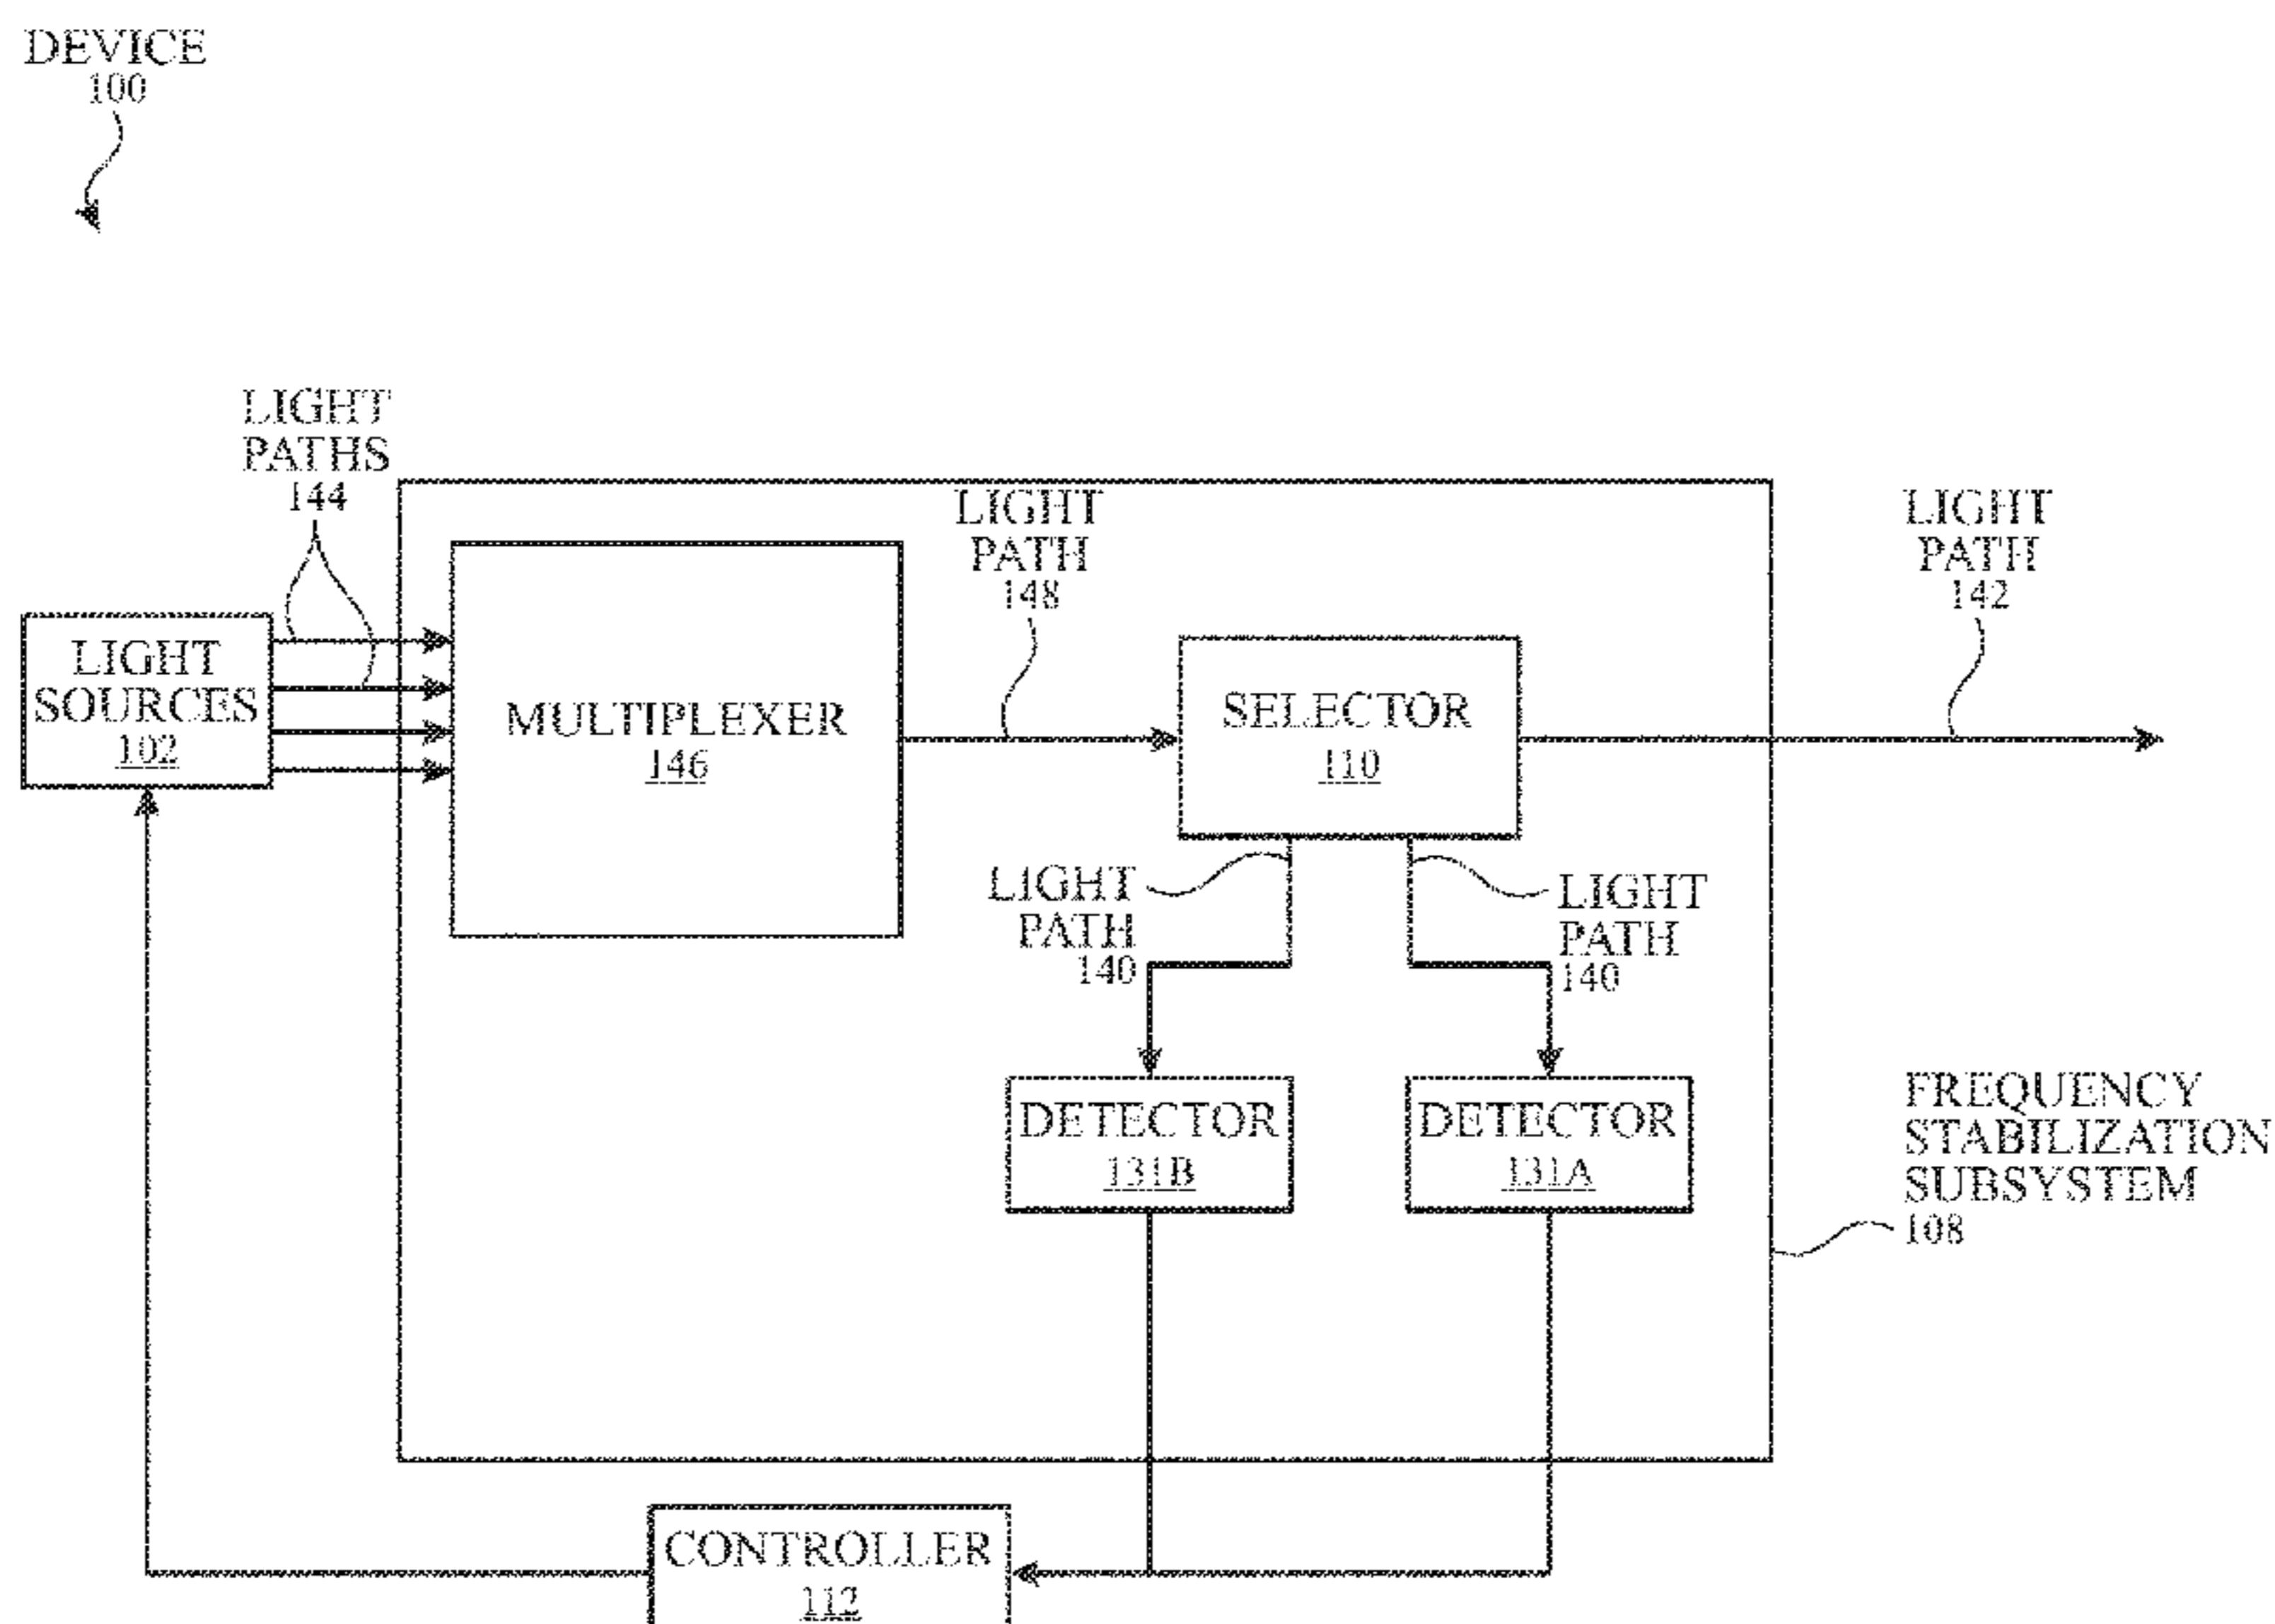 DEVICE
100
LIGHT
PATHS
144
LIGHT
PATH
148
LIGHT
PATH
142
LIGHT
SOURCES
102
MULTIPLEXER
146
SELECTOR
110
LIGHT
PATH
140
LIGHT
PATH
140
DETECTOR
131B
DETECTOR
131A
FREQUENCY
STABILIZATION
SUBSYSTEM
108
CONTROLLER
112